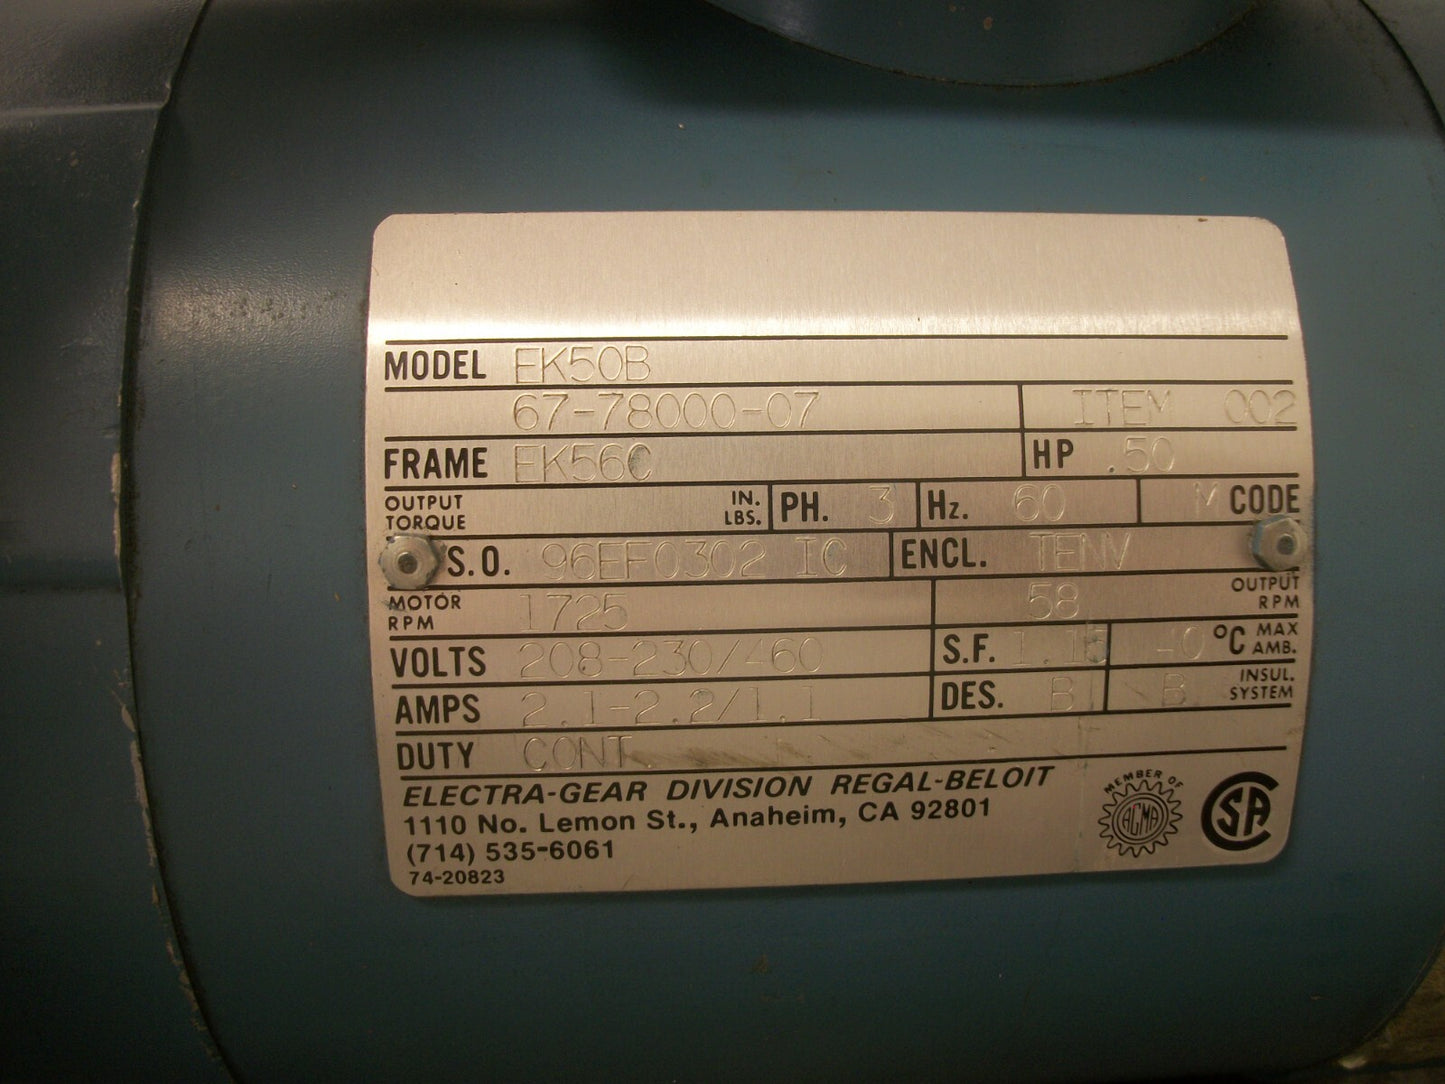 MODEL EK50B
67-78000-07 ITEM 002
FRAME EK56C HP .50
OUTPUT TORQUE IN. LBS. PH. 3 Hz. 60 M CODE
S.O. 96EF0302 IC ENCL. TENV
MOTOR RPM 1725 58 OUTPUT RPM
VOLTS 208-230/460 S.F. 1.15 40 °C MAX AMB.
AMPS 2.1-2.2/1.1 DES. B B INSUL. SYSTEM
DUTY CONT.
ELECTRA-GEAR DIVISION REGAL-BELOIT
1110 No. Lemon St., Anaheim, CA 92801
(714) 535-6061
74-20823
MEMBER OF
AGMA
CSA